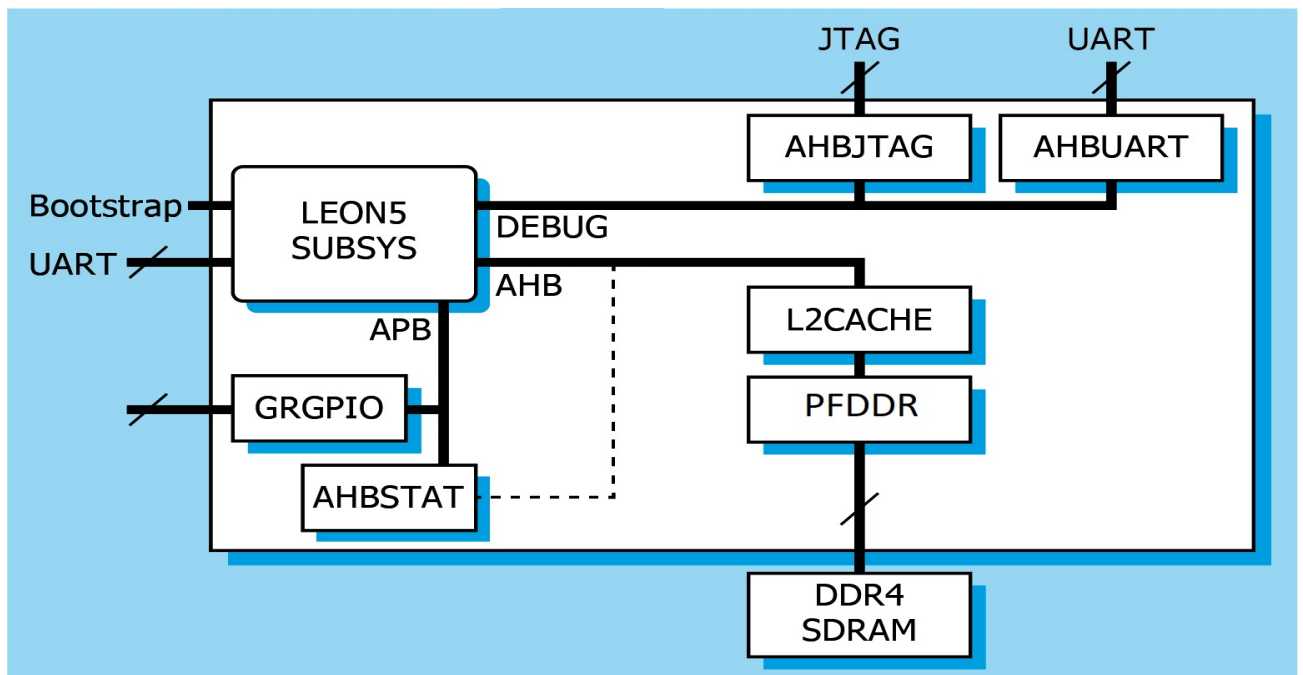 JTAG
UART
AHBJTAG
AHBUART
Bootstrap
LEON5
SUBSYS
DEBUG
UART
AHB
APB
L2CACHE
GRGPIO
PFDDR
AHBSTAT
DDR4
SDRAM